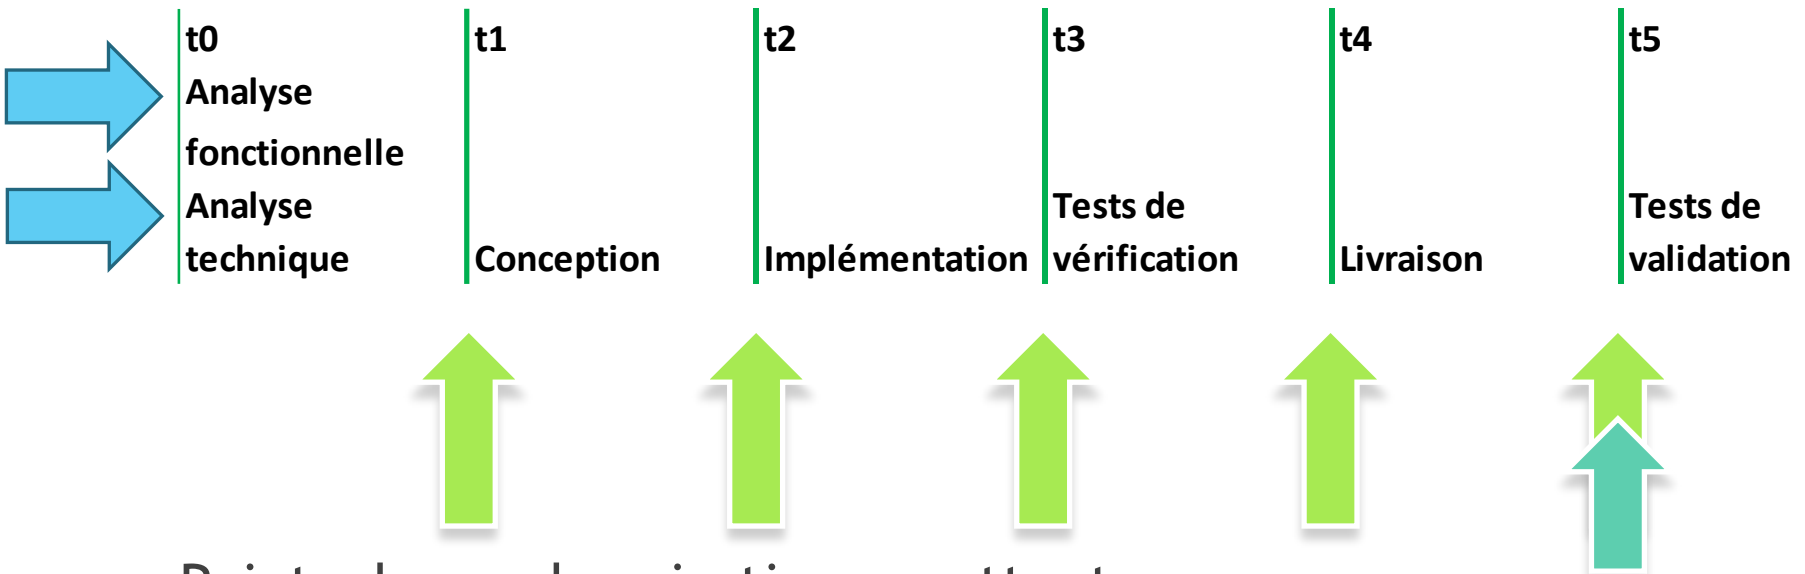 t0
Analyse
fonctionnelle
Analyse
technique
t1
Conception
t2
Implémentation
t3
Tests de
vérification
t4
Livraison
t5
Tests de
validation